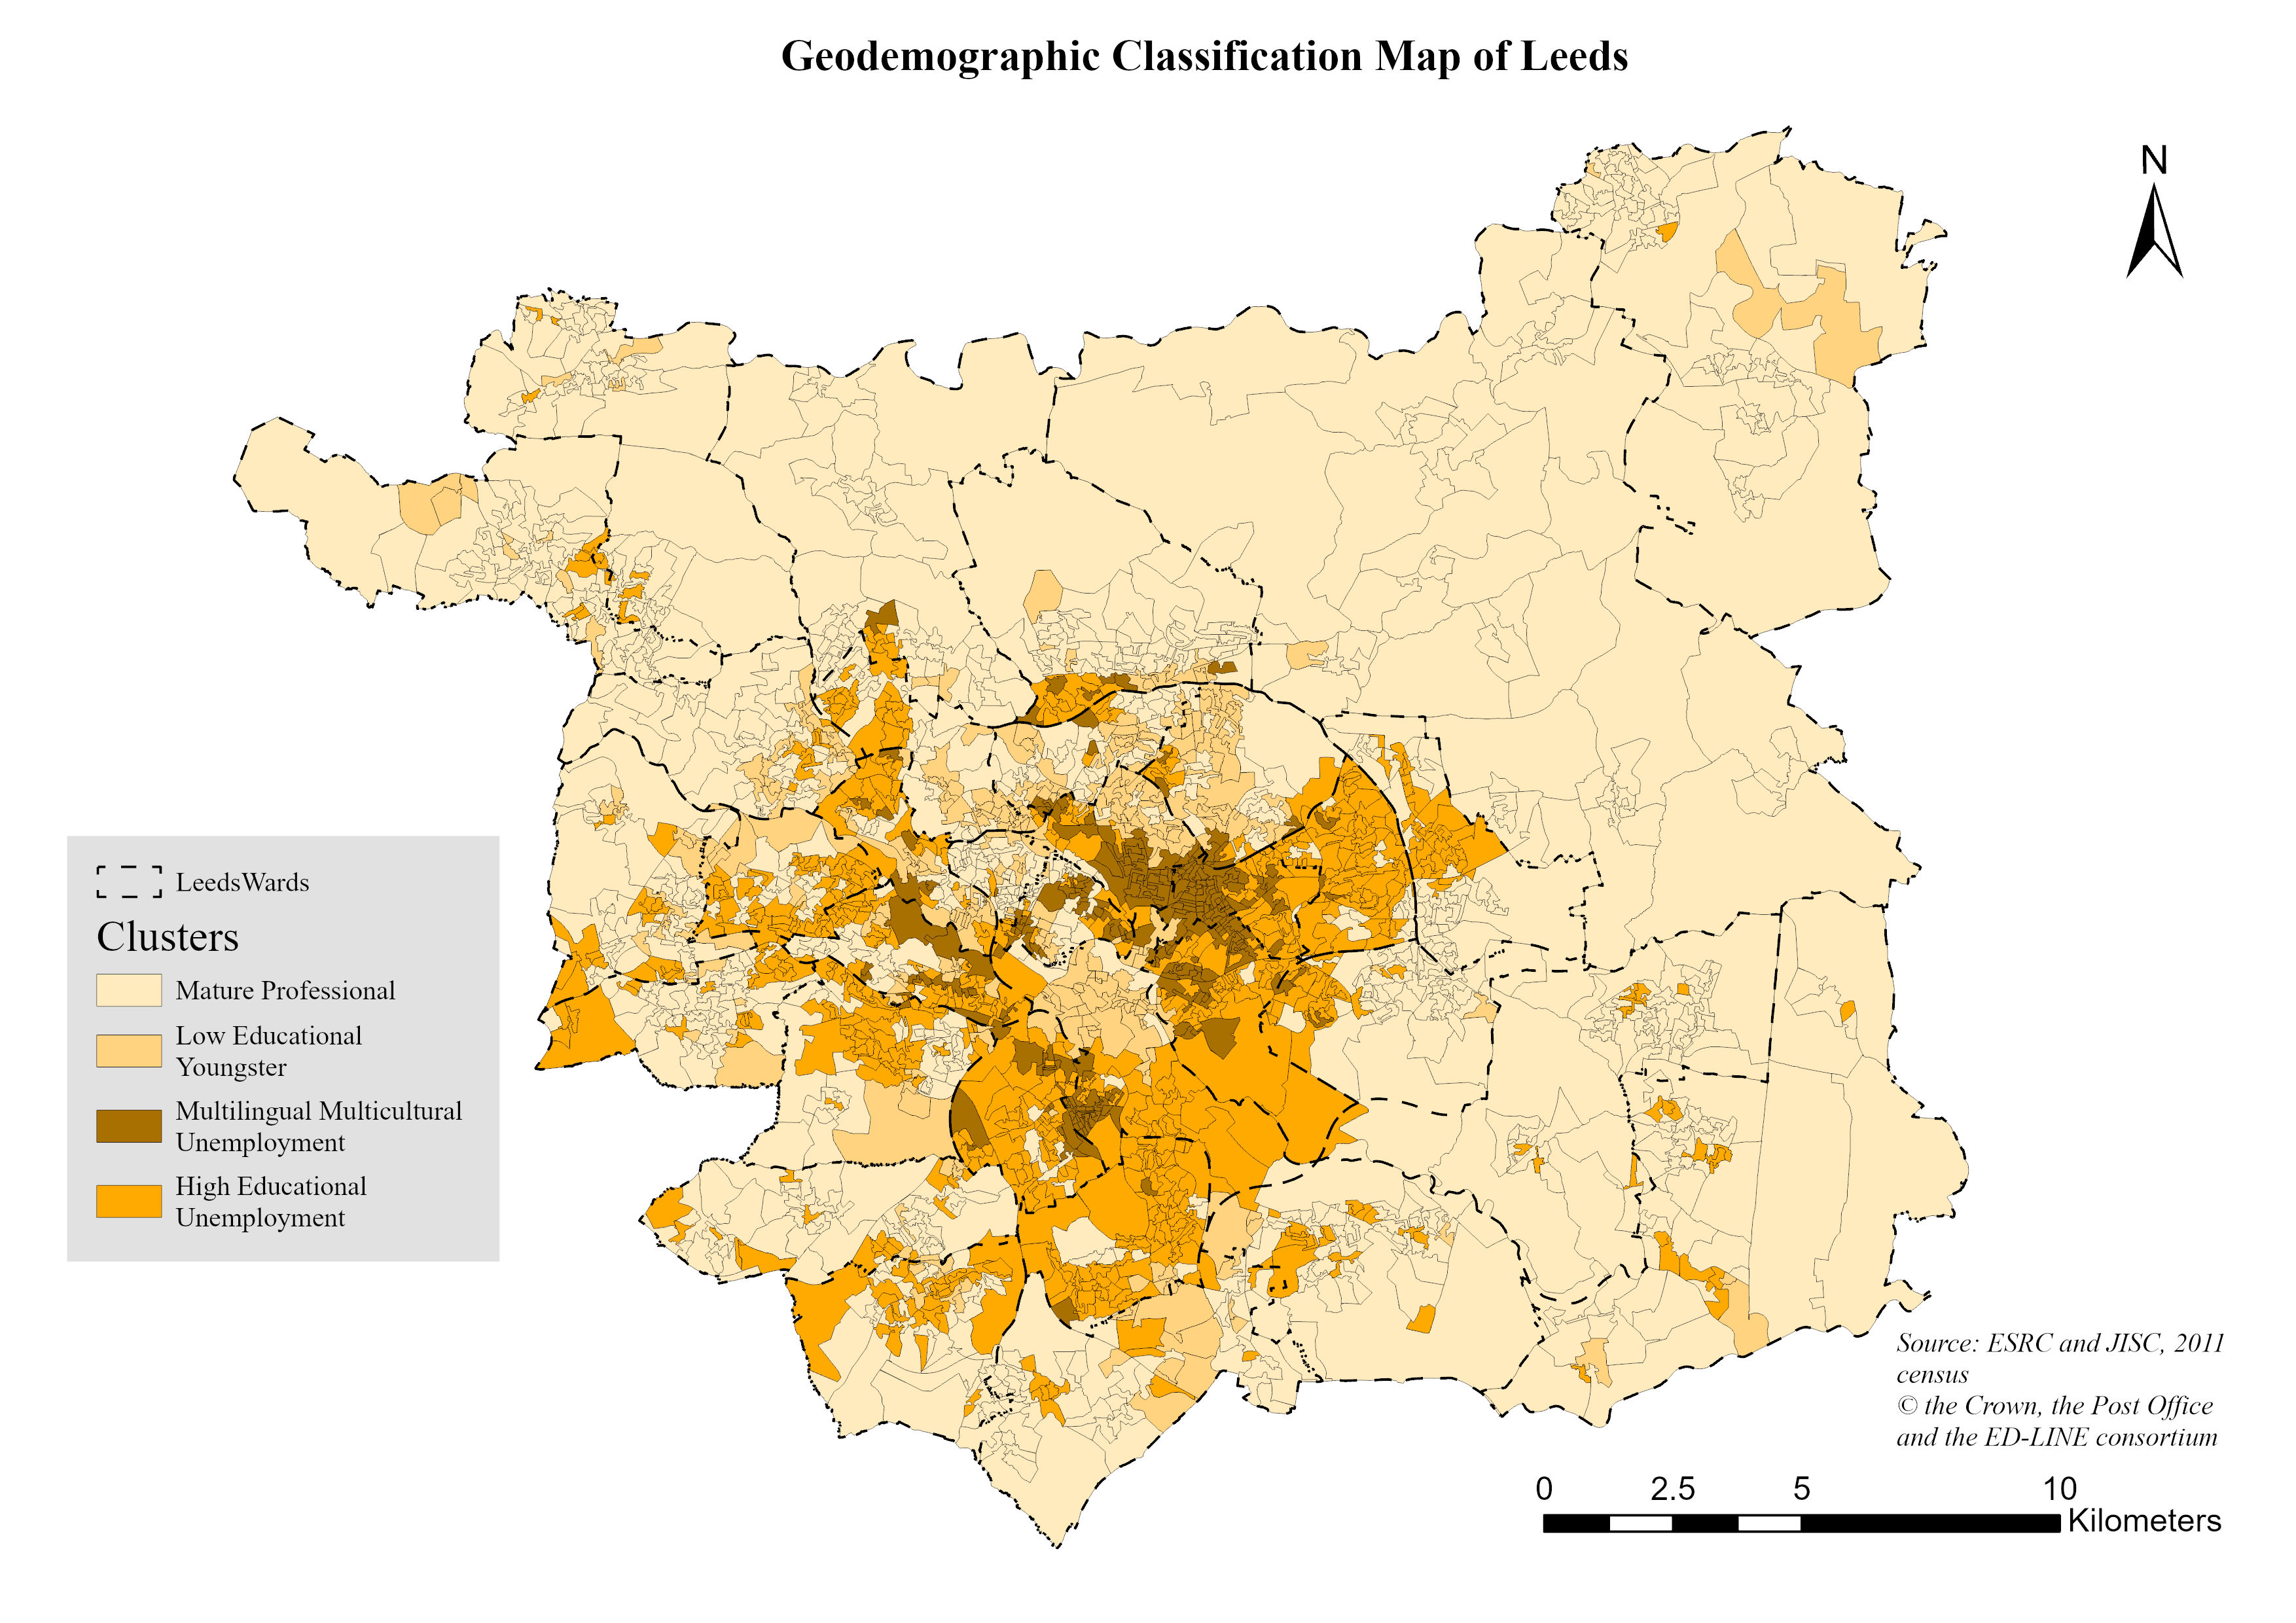 Geodemographic Classification Map of Leeds
N
LeedsWards
Clusters
Mature Professional
Low Educational
Youngster
Multilingual Multicultural
Unemployment
High Educational
Unemployment
Source: ESRC and JISC, 2011
census
© the Crown, the Post Office
and the ED-LINE consortium
0 2.5 5 10
Kilometers